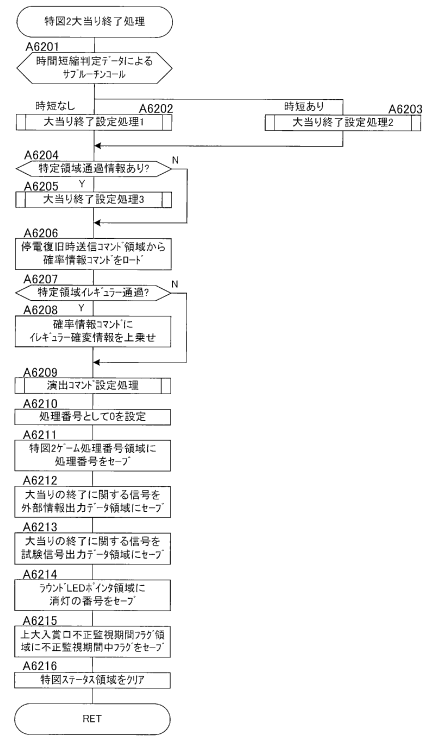 特図2大当り終了処理
A6201
時間短縮判定データによる
サブルーチンコール
時短なし
A6202
時短あり
A6203
大当り終了設定処理1
大当り終了設定処理2
A6204
特定領域通過情報あり?
N
Y
A6205
大当り終了設定処理3
A6206
停電復旧時送信コマンド領域から
確率情報コマンドをロード
A6207
特定領域イレギュラー通過?
N
Y
A6208
確率情報コマンドに
イレギュラー確変情報を上乗せ
A6209
演出コマンド設定処理
A6210
処理番号として0を設定
A6211
特図2ゲーム処理番号領域に
処理番号をセーブ
A6212
大当りの終了に関する信号を
外部情報出力データ領域にセーブ
A6213
大当りの終了に関する信号を
試験信号出力データ領域にセーブ
A6214
ラウンドLEDポインタ領域に
消灯の番号をセーブ
A6215
上大入賞口不正監視期間フラグ領
域に不正監視期間中フラグをセーブ
A6216
特図ステータス領域をクリア
RET